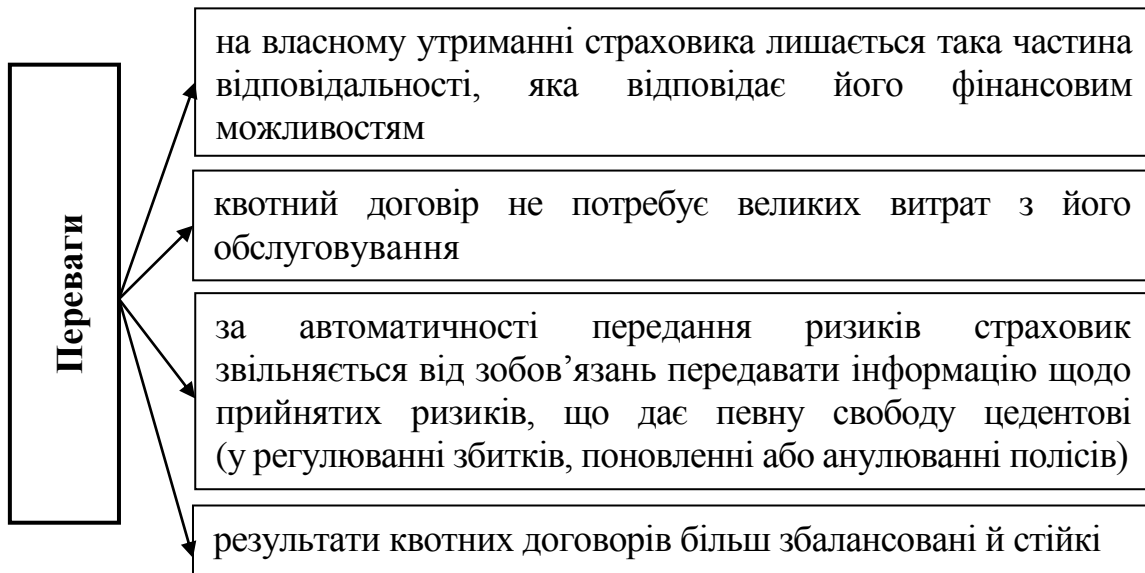 Переваги
на власному утриманні страховика лишається така частина
відповідальності, яка відповідає його фінансовим
можливостям
квотний договір не потребує великих витрат з його
обслуговування
за автоматичності передання ризиків страховик
звільняється від зобов’язань передавати інформацію щодо
прийнятих ризиків, що дає певну свободу цедентові
(у регулюванні збитків, поновленні або анулюванні полісів)
результати квотних договорів більш збалансовані й стійкі